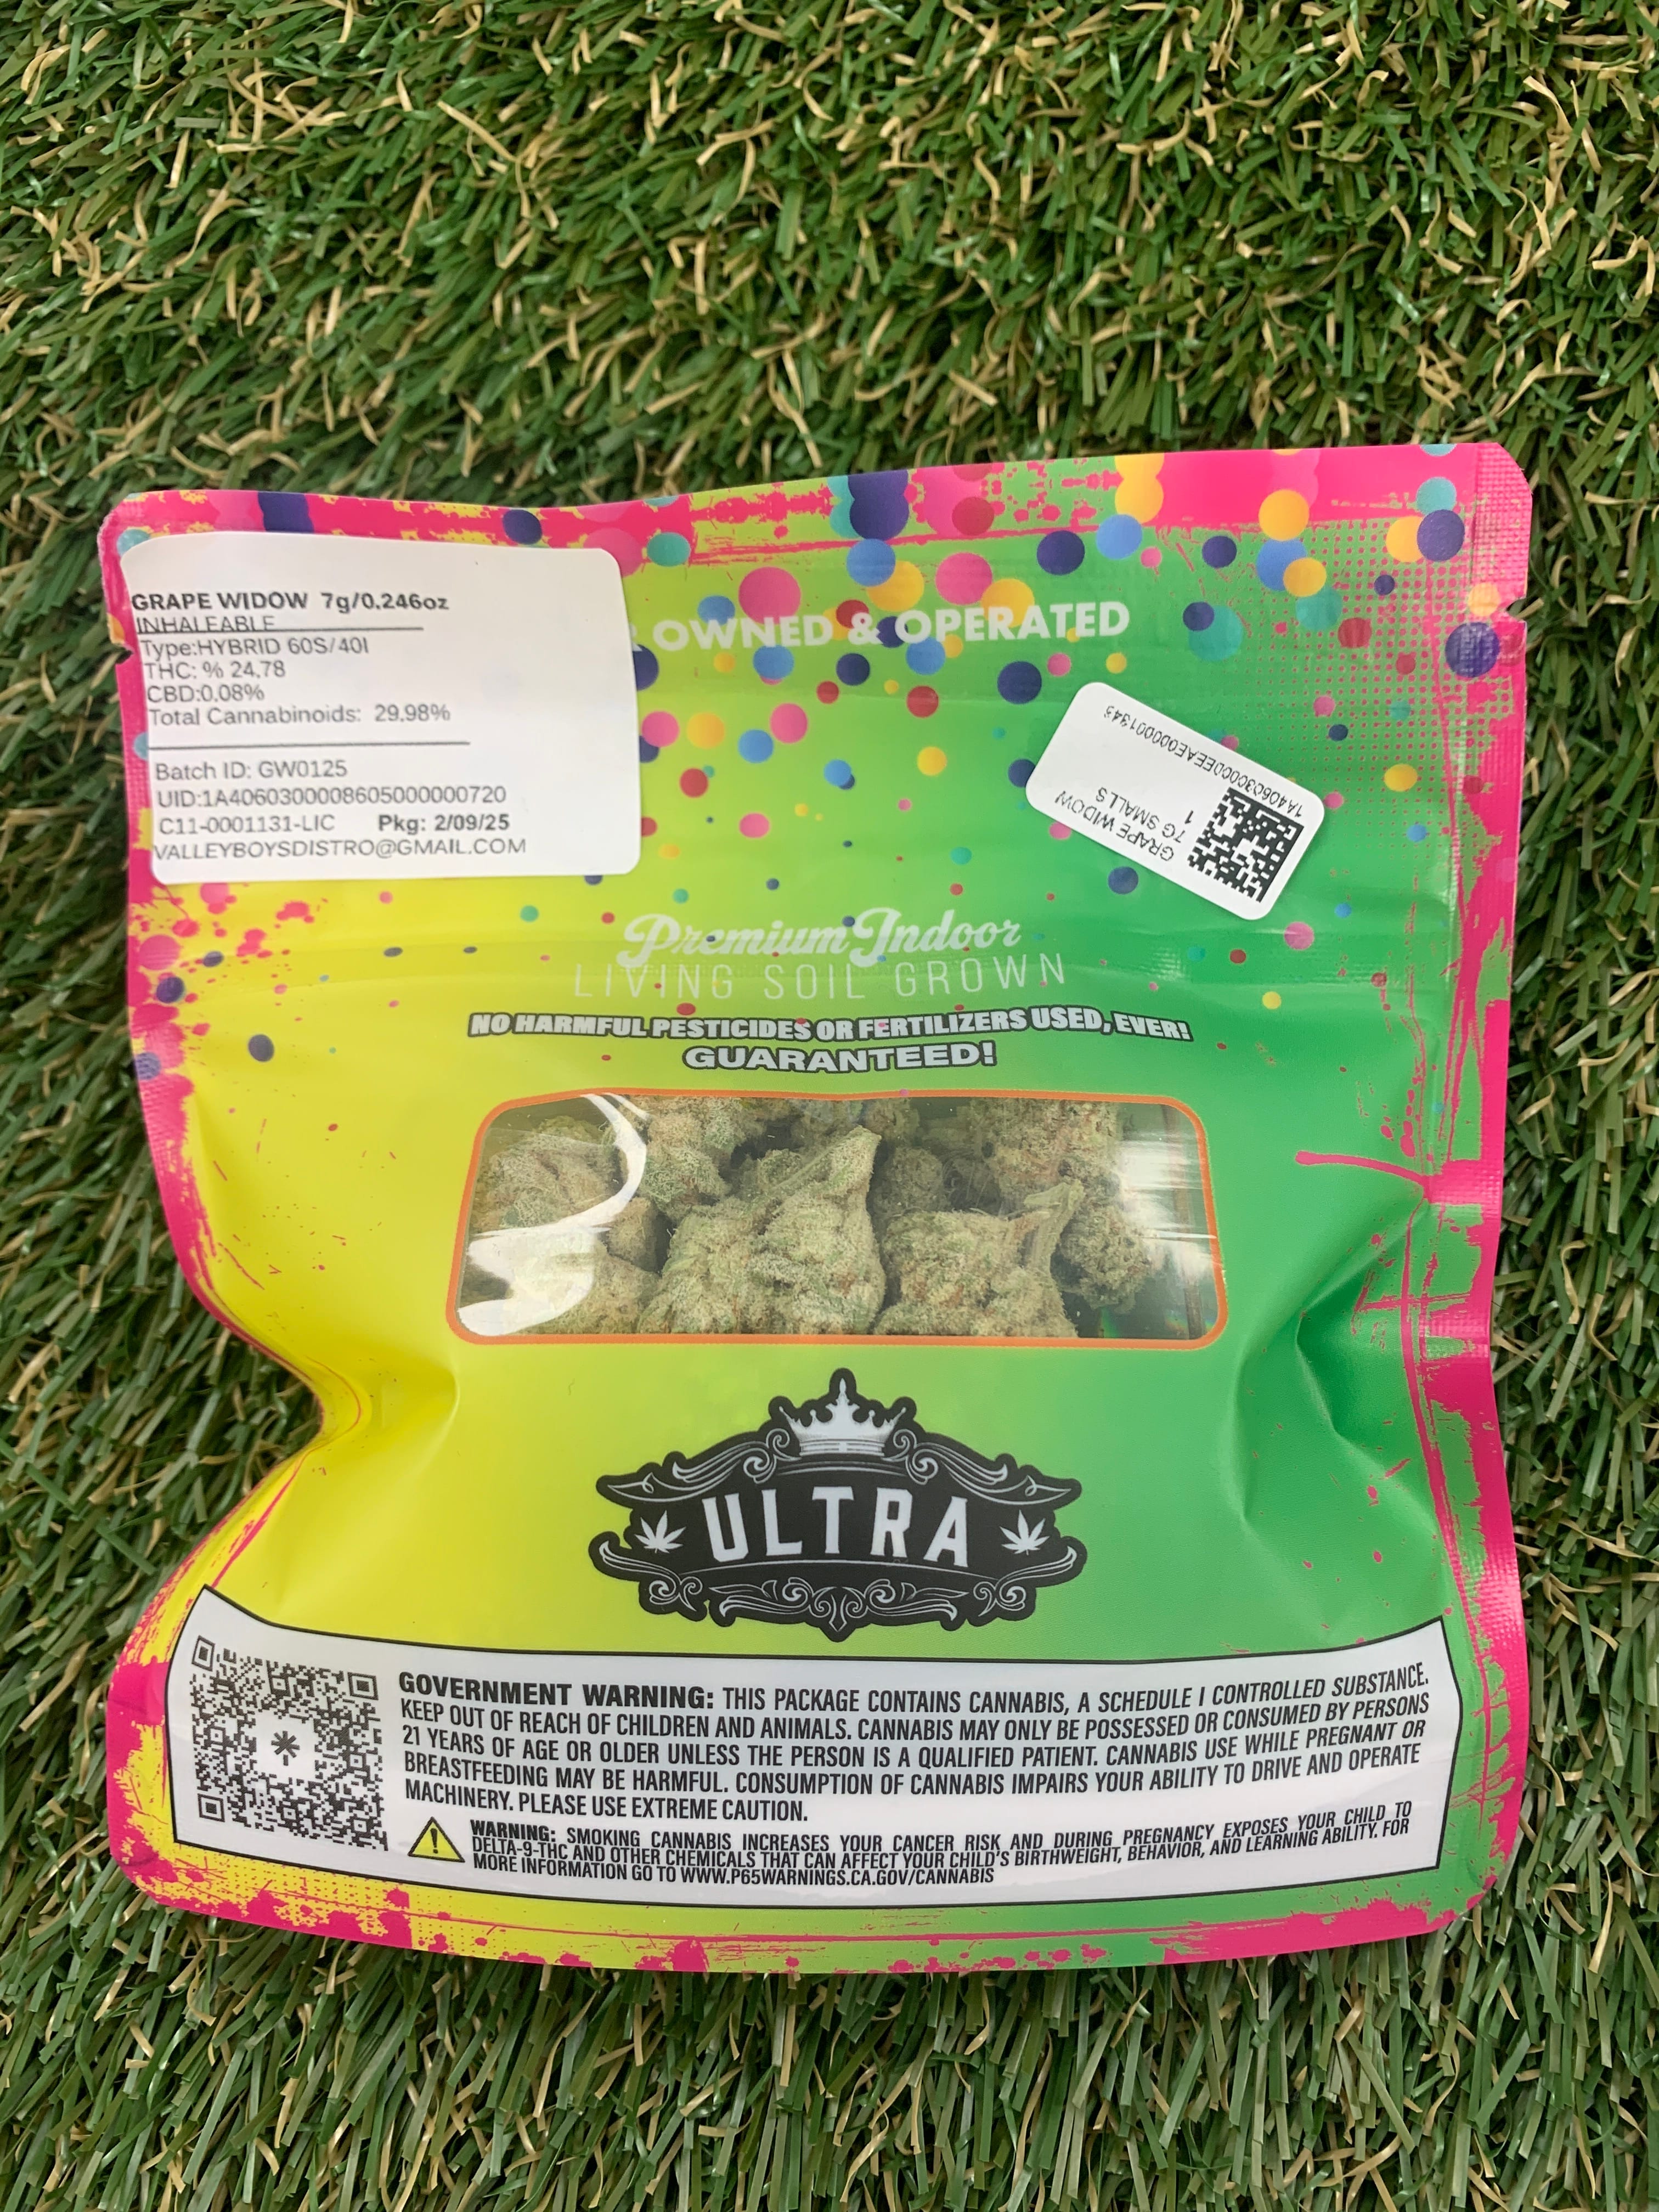 GRAPE WIDOW 7g/0.246oz
INHALEABLE
Type:HYBRID 60S/40I
THC: % 24.78
CBD:0.08%
Total Cannabinoids: 29.98%
Batch ID: GW0125
UID:1A4060300008605000000720
C11-0001131-LIC Pkg: 2/09/25
VALLEYBOYSDISTRO@GMAIL.COM
OWNED & OPERATED
GRAPE WIDOW
7G SMALLS
1
Premium Indoor
LIVING SOIL GROWN
NO HARMFUL PESTICIDES OR FERTILIZERS USED, EVER!
GUARANTEED!
ULTRA
GOVERNMENT WARNING: THIS PACKAGE CONTAINS CANNABIS, A SCHEDULE I CONTROLLED SUBSTANCE.
KEEP OUT OF REACH OF CHILDREN AND ANIMALS. CANNABIS MAY ONLY BE POSSESSED OR CONSUMED BY PERSONS
21 YEARS OF AGE OR OLDER UNLESS THE PERSON IS A QUALIFIED PATIENT. CANNABIS USE WHILE PREGNANT OR
BREASTFEEDING MAY BE HARMFUL. CONSUMPTION OF CANNABIS IMPAIRS YOUR ABILITY TO DRIVE AND OPERATE
MACHINERY. PLEASE USE EXTREME CAUTION.
WARNING: SMOKING CANNABIS INCREASES YOUR CANCER RISK AND DURING PREGNANCY EXPOSES YOUR CHILD TO
DELTA-9-THC AND OTHER CHEMICALS THAT CAN AFFECT YOUR CHILD'S BIRTHWEIGHT, BEHAVIOR, AND LEARNING ABILITY. FOR
MORE INFORMATION GO TO WWW.P65WARNINGS.CA.GOV/CANNABIS